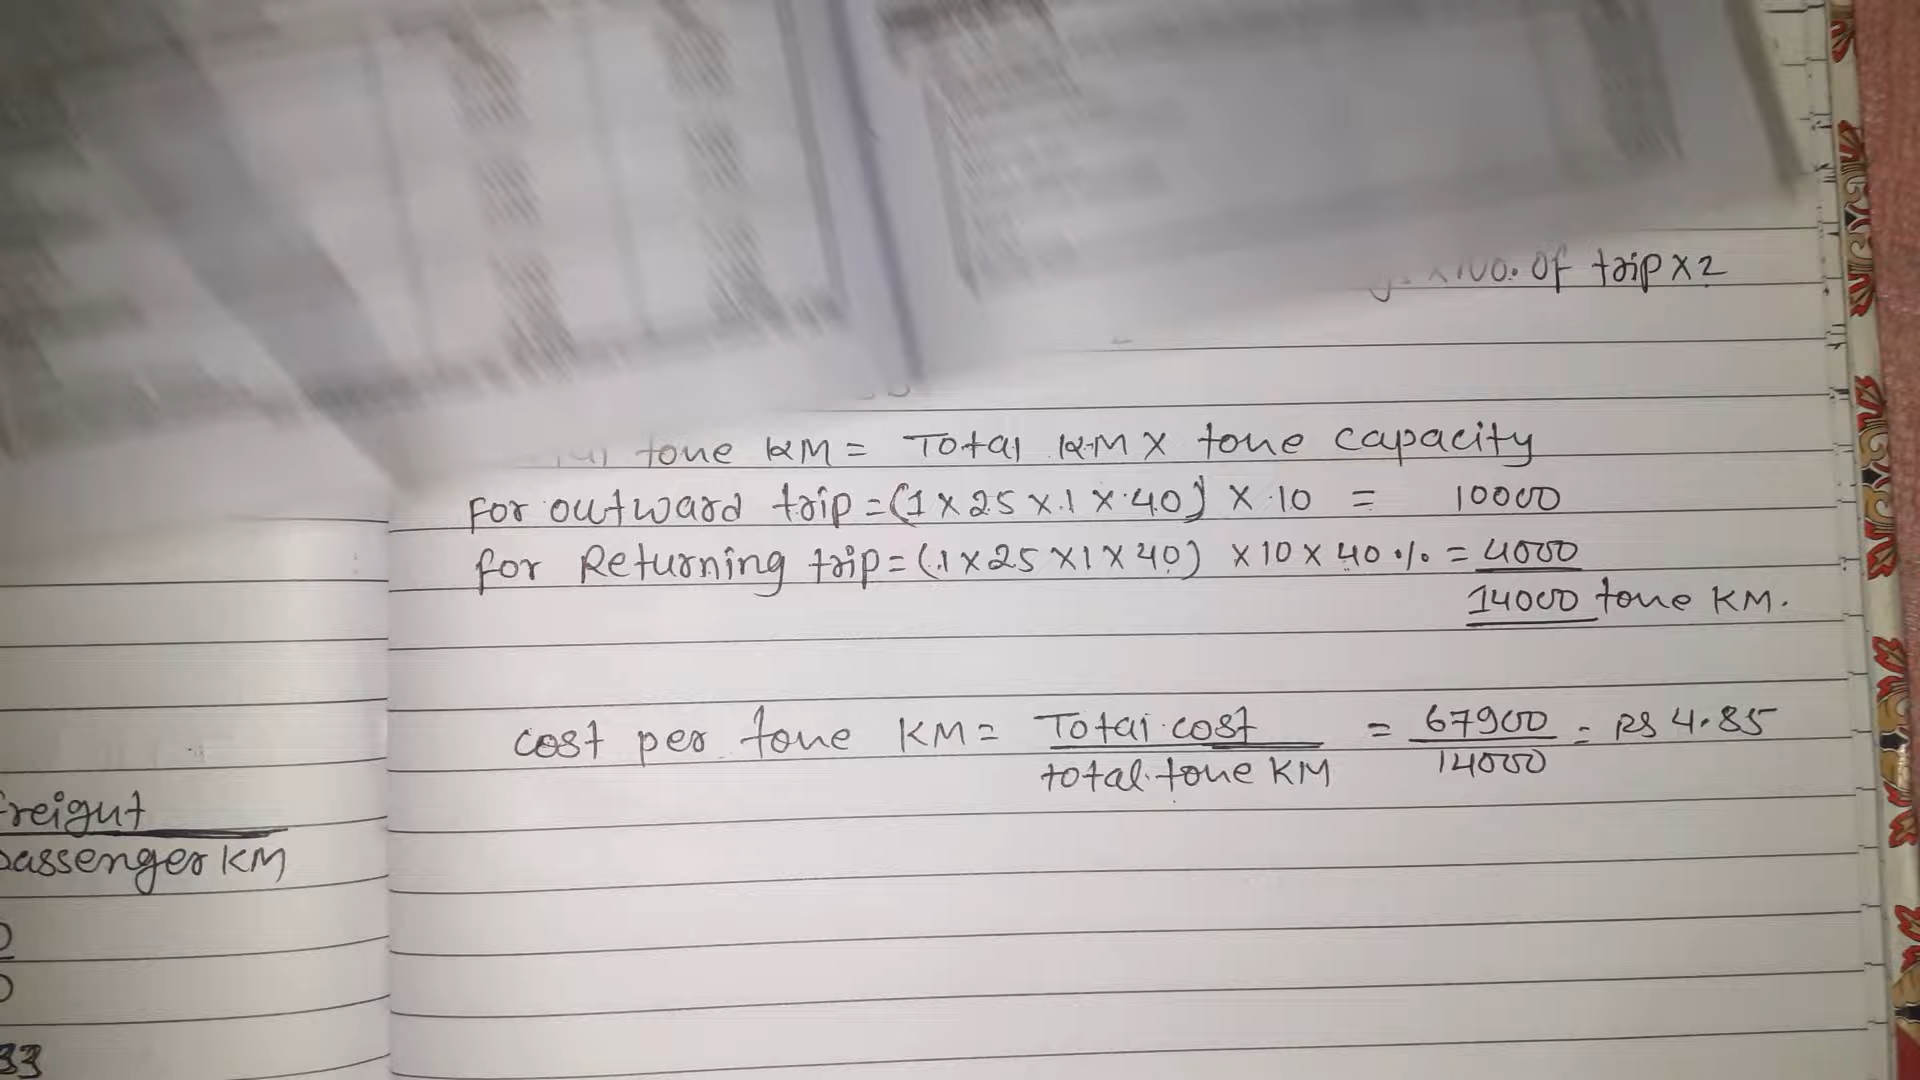 freigut
passenger KM
33
No. of trip x 2
tone KM = Total KM x tone capacity
For outward trip = (1 x 25 x 1 x 40) x 10 = 10000
for Returning trip = (1 x 25 x 1 x 40) x 10 x 40 % = 4000
14000 tone KM.
cost per tone KM = Total cost = 67900 = Rs 4.85
total tone KM 14000